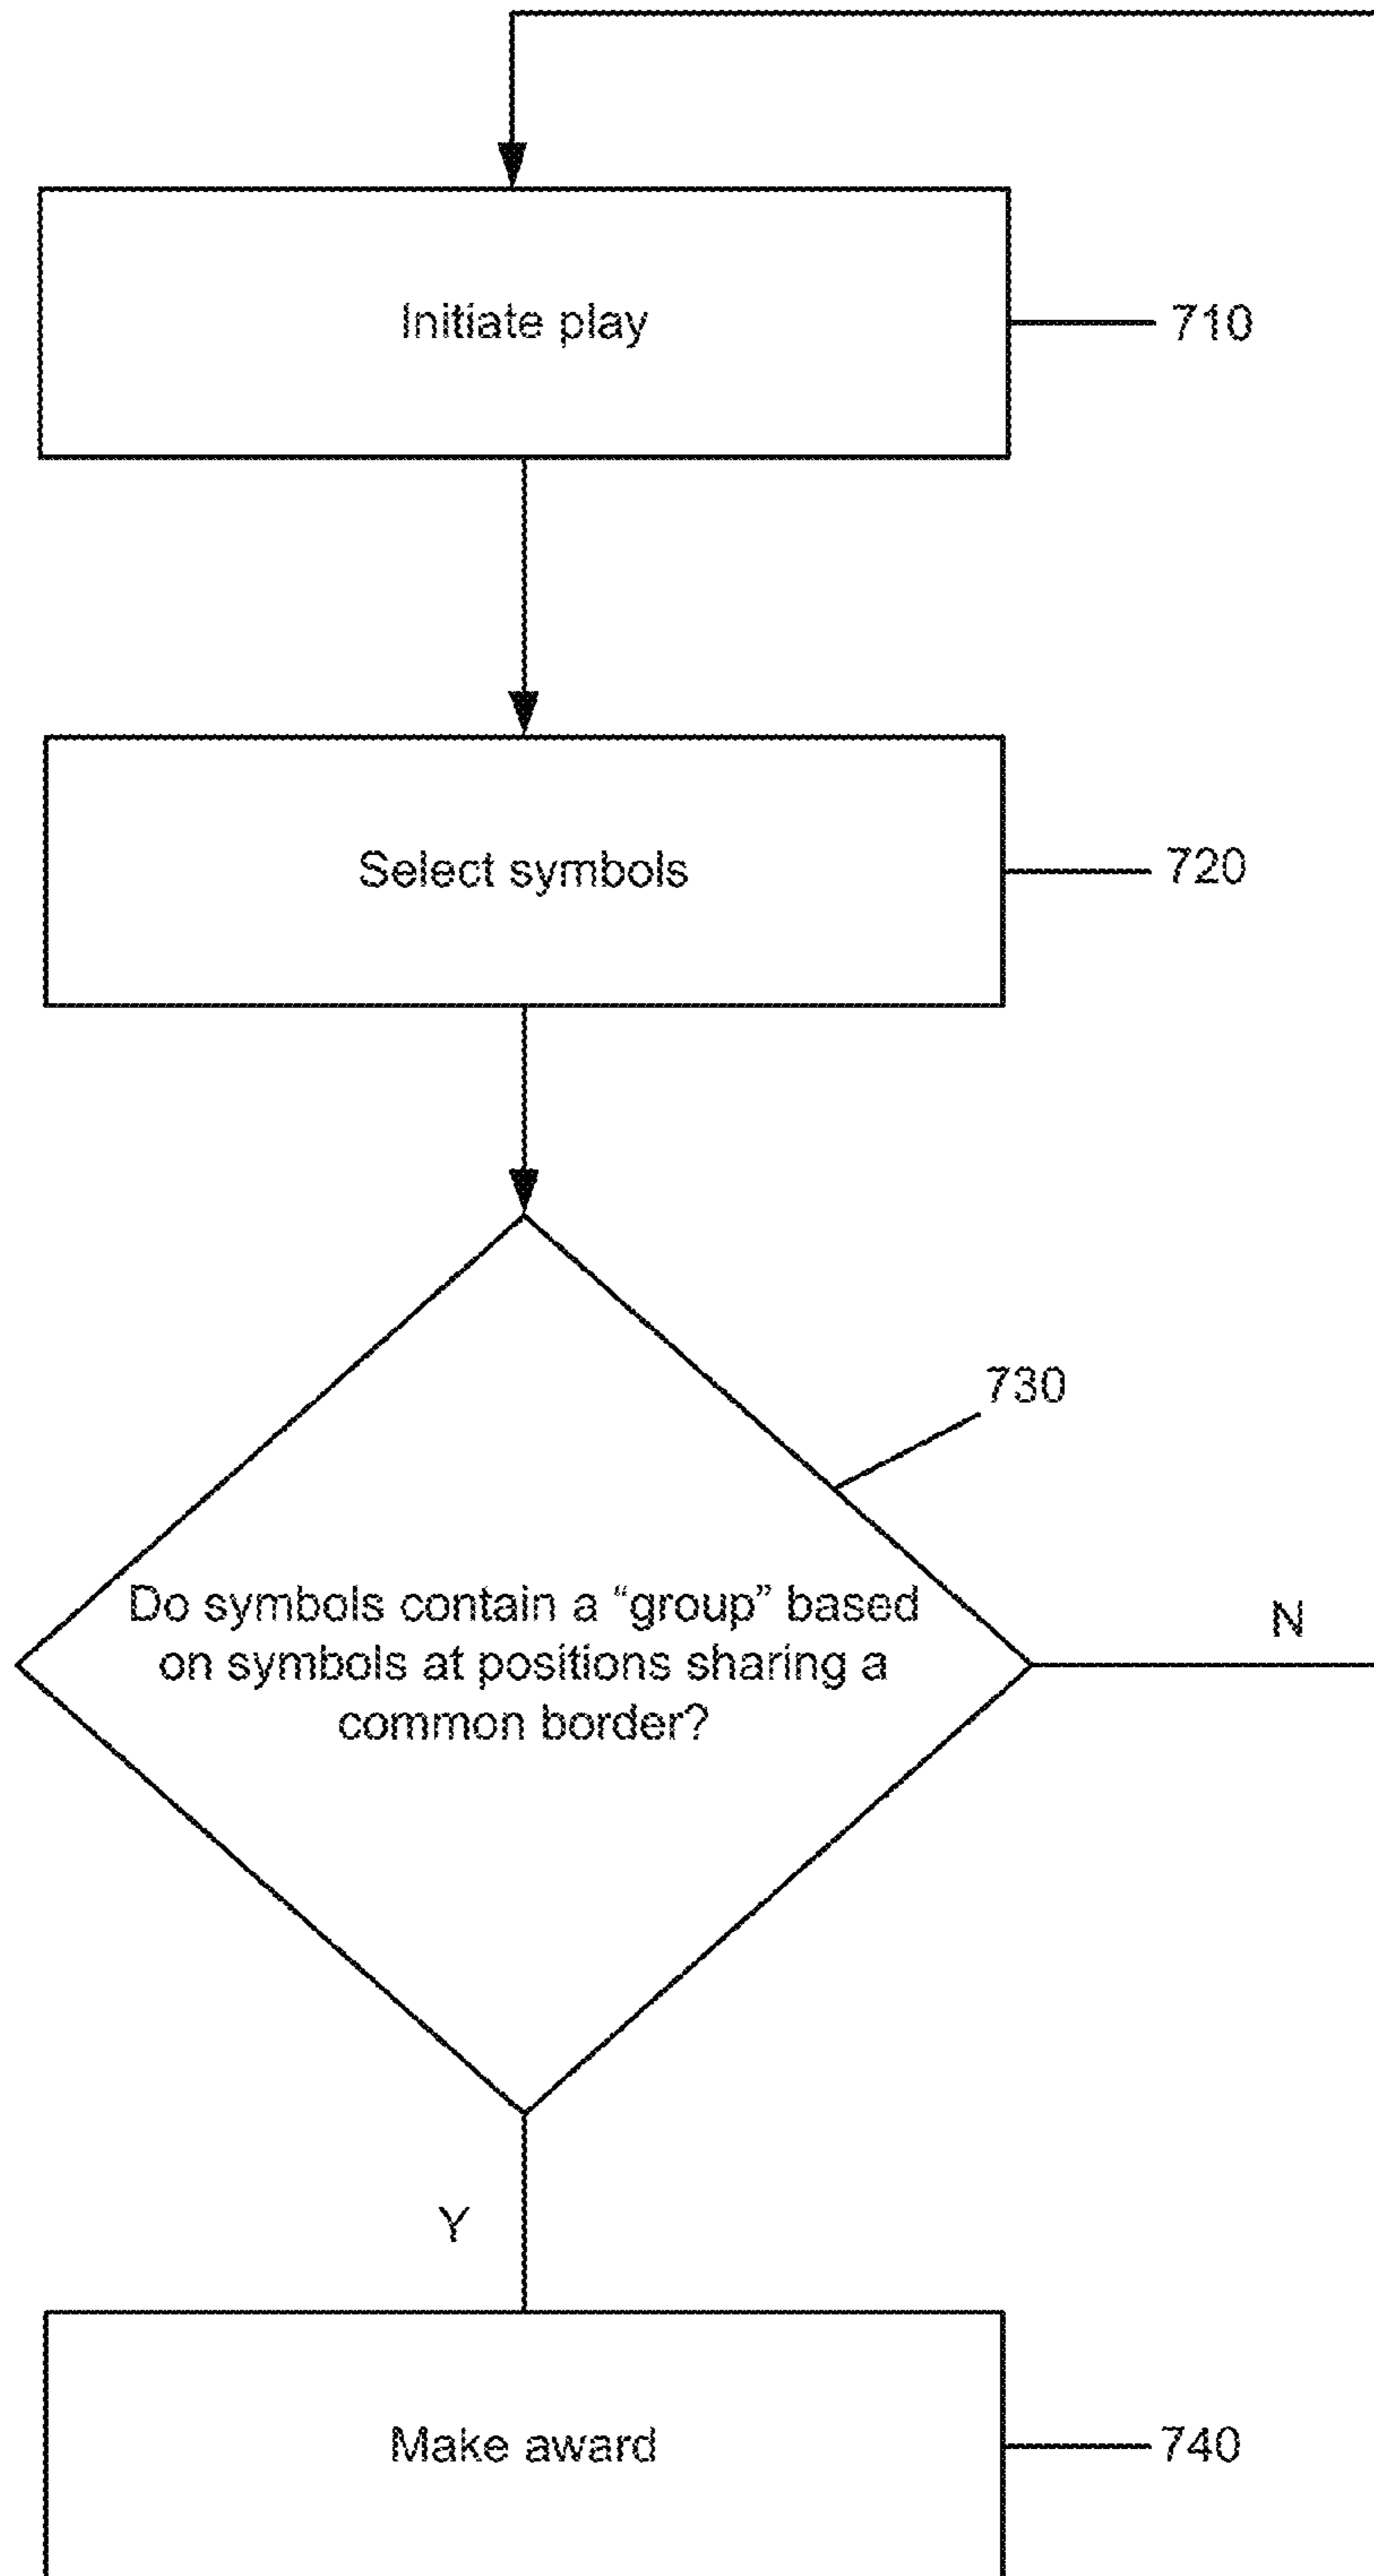 Initiate play
710
Select symbols
720
730
Do symbols contain a “group” based
on symbols at positions sharing a
common border?
N
Y
Make award
740